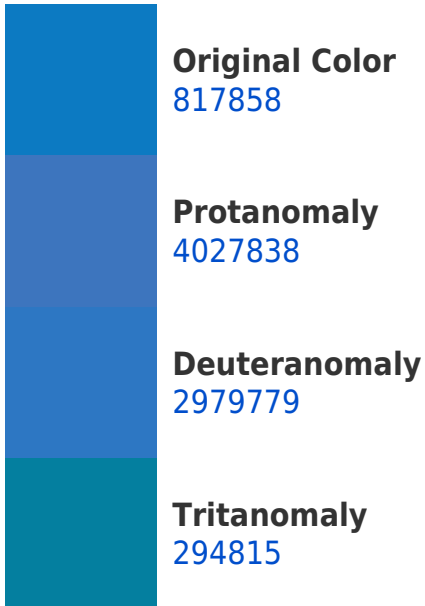 Original Color
817858
Protanomaly
4027838
Deuteranomaly
2979779
Tritanomaly
294815